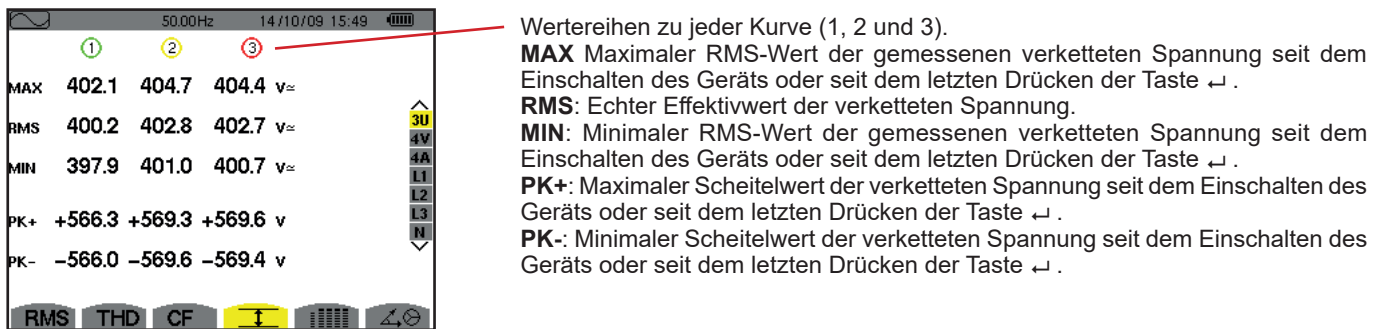 50.00Hz 14/10/09 15:49
1 2 3
MAX 402.1 404.7 404.4 V≃
RMS 400.2 402.8 402.7 V≃
MIN 397.9 401.0 400.7 V≃
PK+ +566.3 +569.3 +569.6 V
PK- -566.0 -569.6 -569.4 V
3U
4V
4A
L1
L2
L3
N
RMS THD CF
Wertereihen zu jeder Kurve (1, 2 und 3).
MAX Maximaler RMS-Wert der gemessenen verketteten Spannung seit dem
Einschalten des Geräts oder seit dem letzten Drücken der Taste ↵ .
RMS: Echter Effektivwert der verketteten Spannung.
MIN: Minimaler RMS-Wert der gemessenen verketteten Spannung seit dem
Einschalten des Geräts oder seit dem letzten Drücken der Taste ↵ .
PK+: Maximaler Scheitelwert der verketteten Spannung seit dem Einschalten des
Geräts oder seit dem letzten Drücken der Taste ↵ .
PK-: Minimaler Scheitelwert der verketteten Spannung seit dem Einschalten des
Geräts oder seit dem letzten Drücken der Taste ↵ .